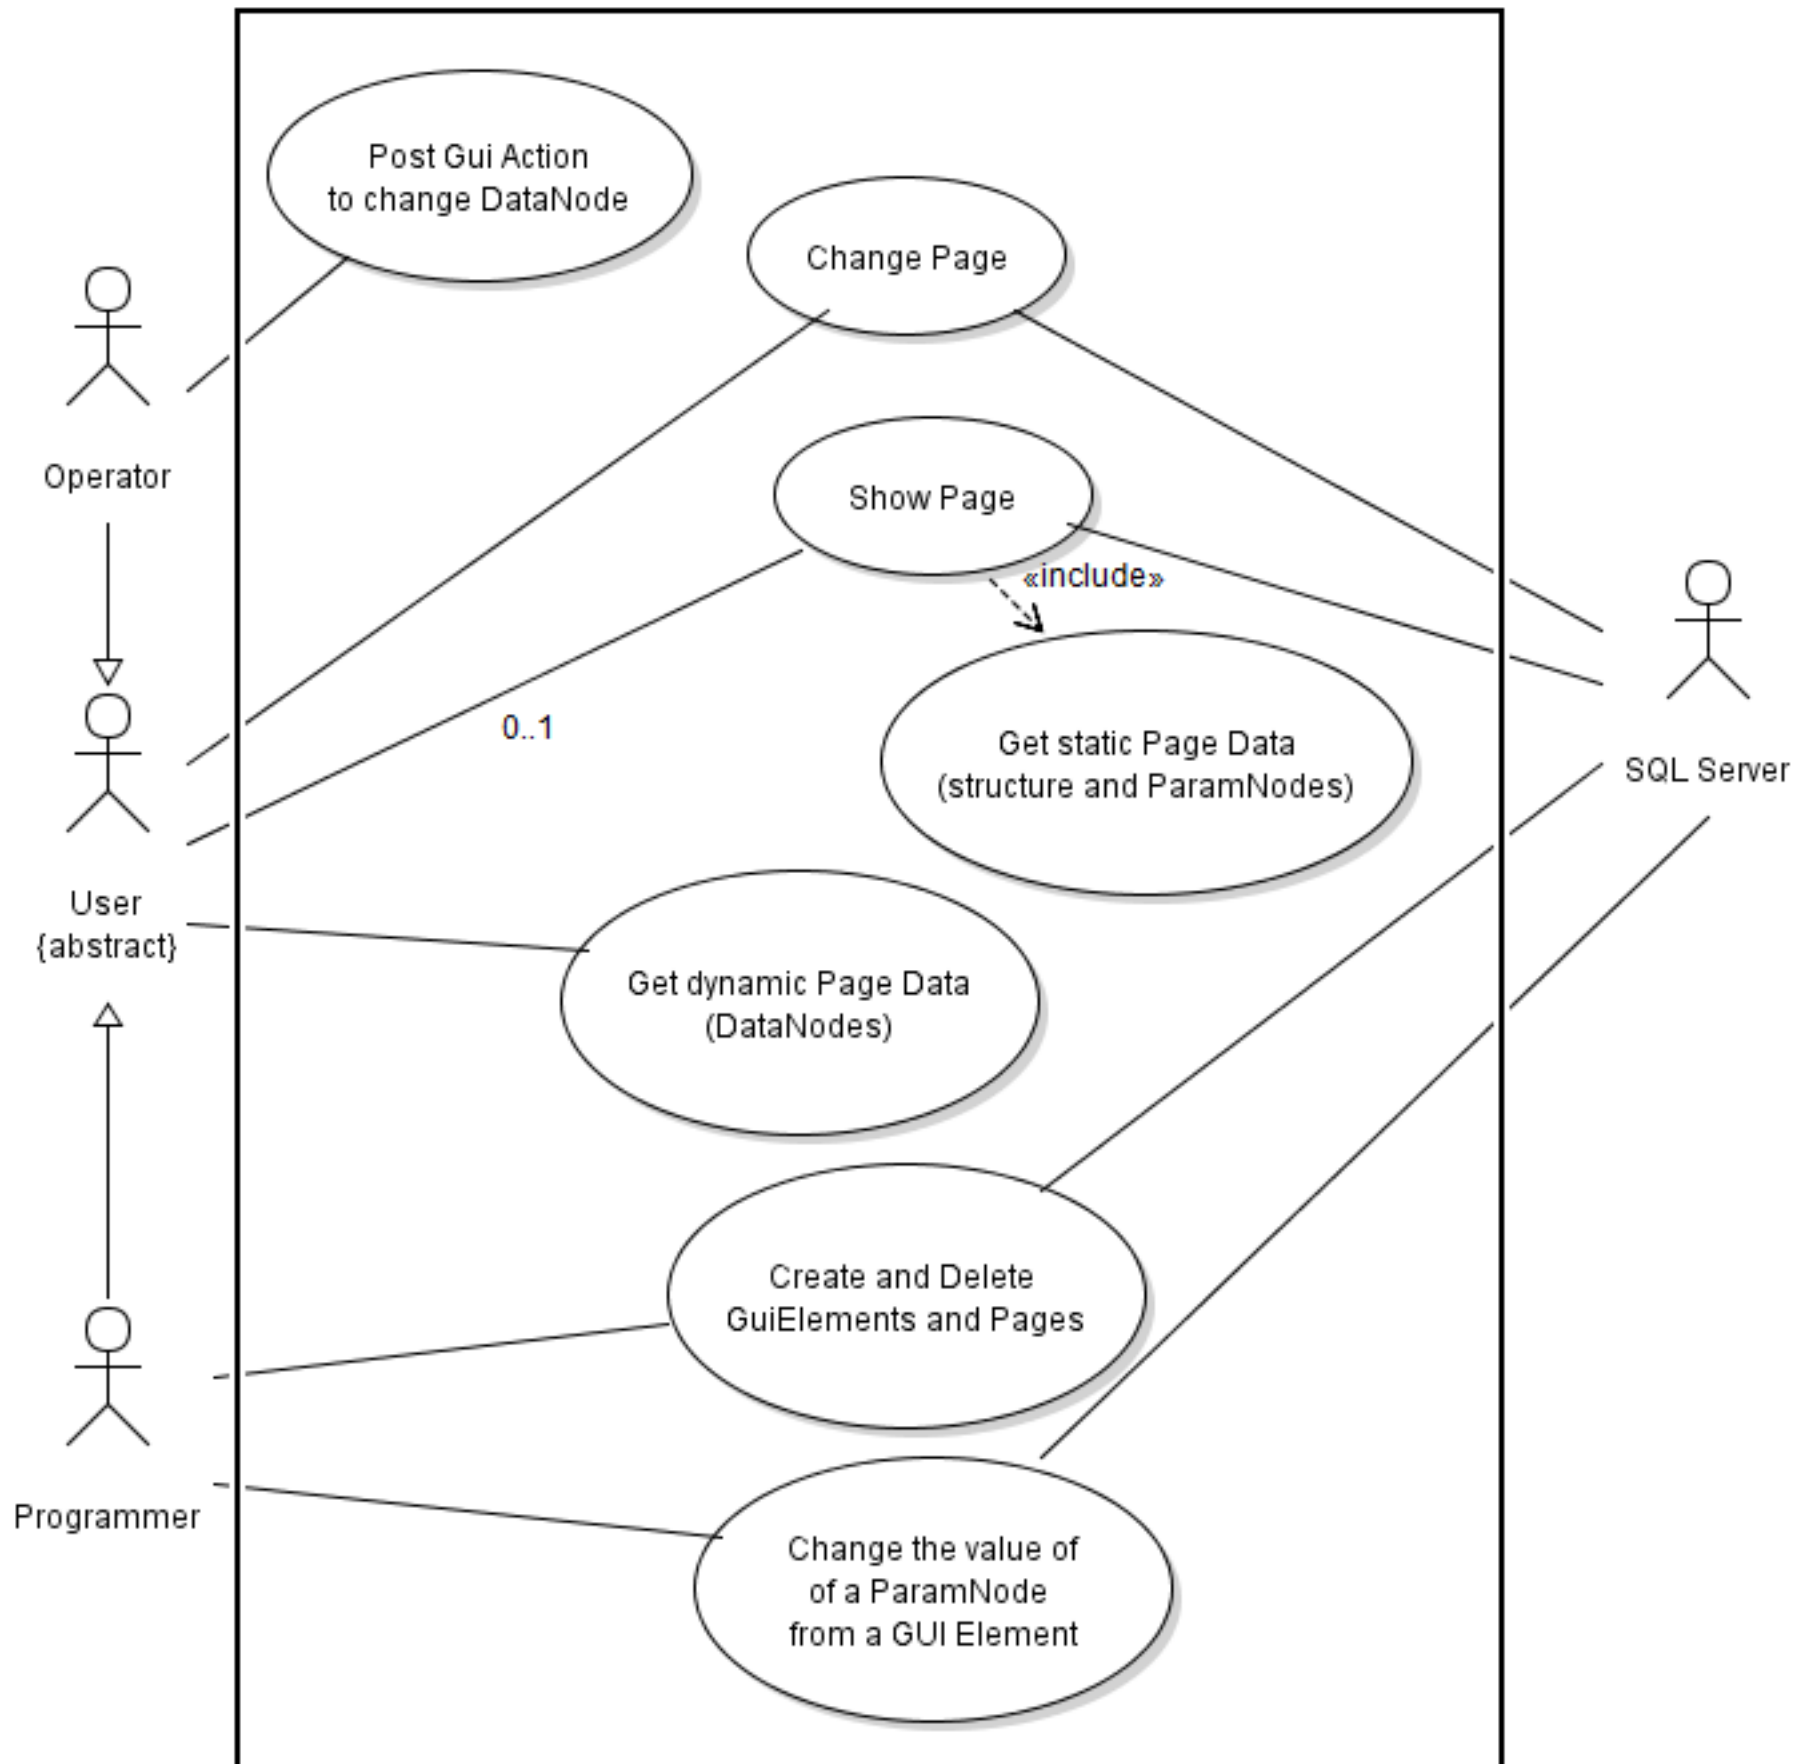 Post Gui Action
to change DataNode
Change Page
Operator
Show Page
«include»
0..1
Get static Page Data
(structure and ParamNodes)
SQL Server
User
{abstract}
Get dynamic Page Data
(DataNodes)
Create and Delete
GuiElements and Pages
Programmer
Change the value of
of a ParamNode
from a GUI Element